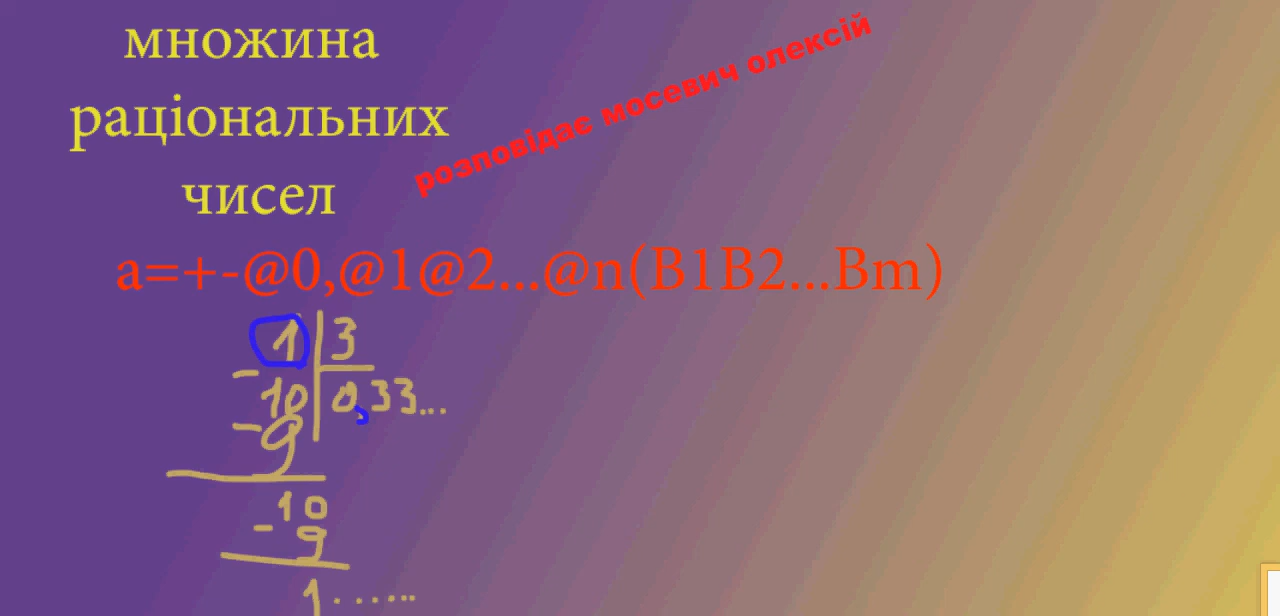 множина
раціональних
чисел
розповідає мосевич олексій
a=+-@0,@1@2...@n(B1B2...Bm)
1 3
-10 0,33...
-9
-10
9
1......